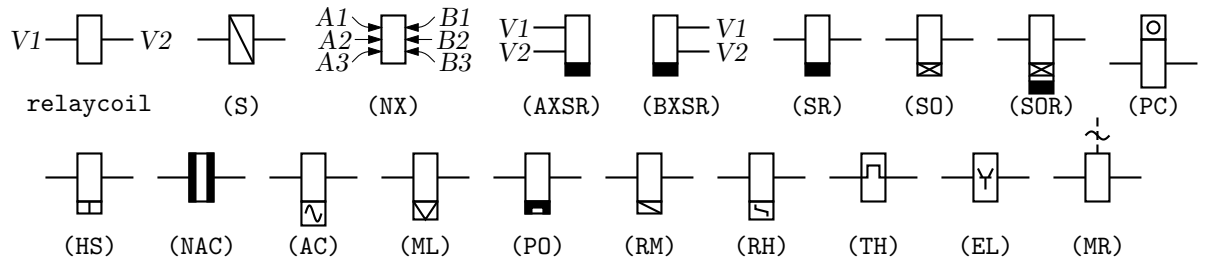 V1 V2 A1 B1 V1 V1
A2 B2 V2 V2
A3 B3
relaycoil (S) (NX) (AXSR) (BXSR) (SR) (SO) (SOR) (PC)
(HS) (NAC) (AC) (ML) (PO) (RM) (RH) (TH) (EL) (MR)